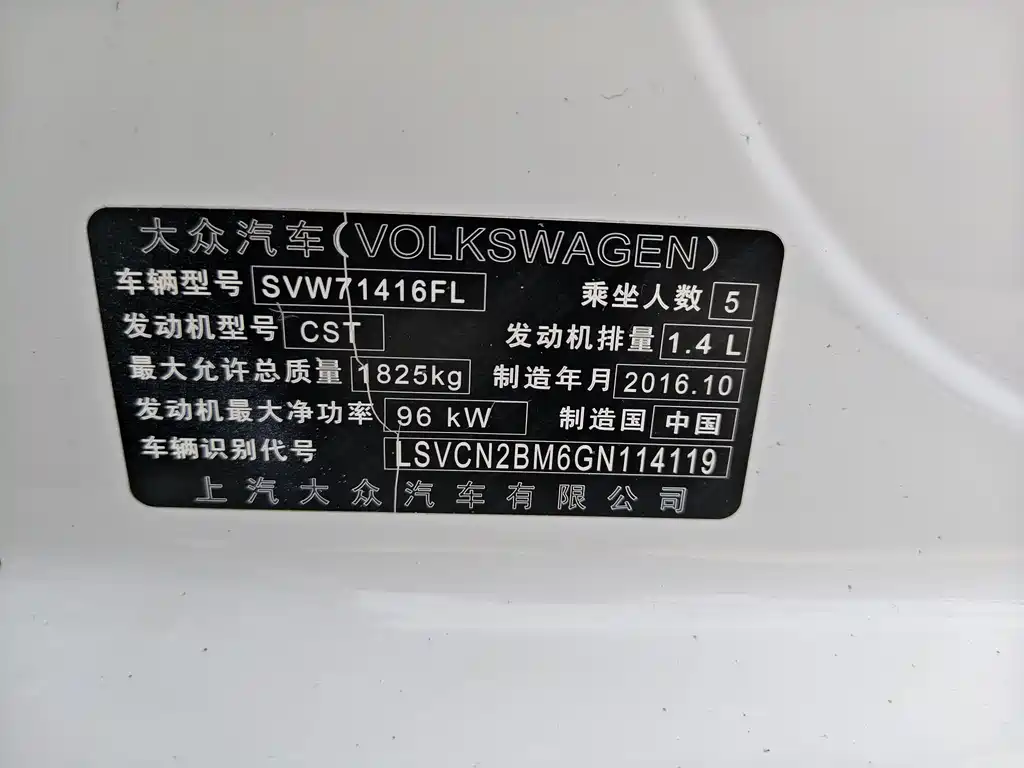 大众汽车(VOLKSWAGEN)
车辆型号 SVW71416FL 乘坐人数 5
发动机型号 CST 发动机排量 1.4 L
最大允许总质量 1825kg 制造年月 2016.10
发动机最大净功率 96 kW 制造国 中国
车辆识别代号 LSVCN2BM6GN114119
上汽大众汽车有限公司